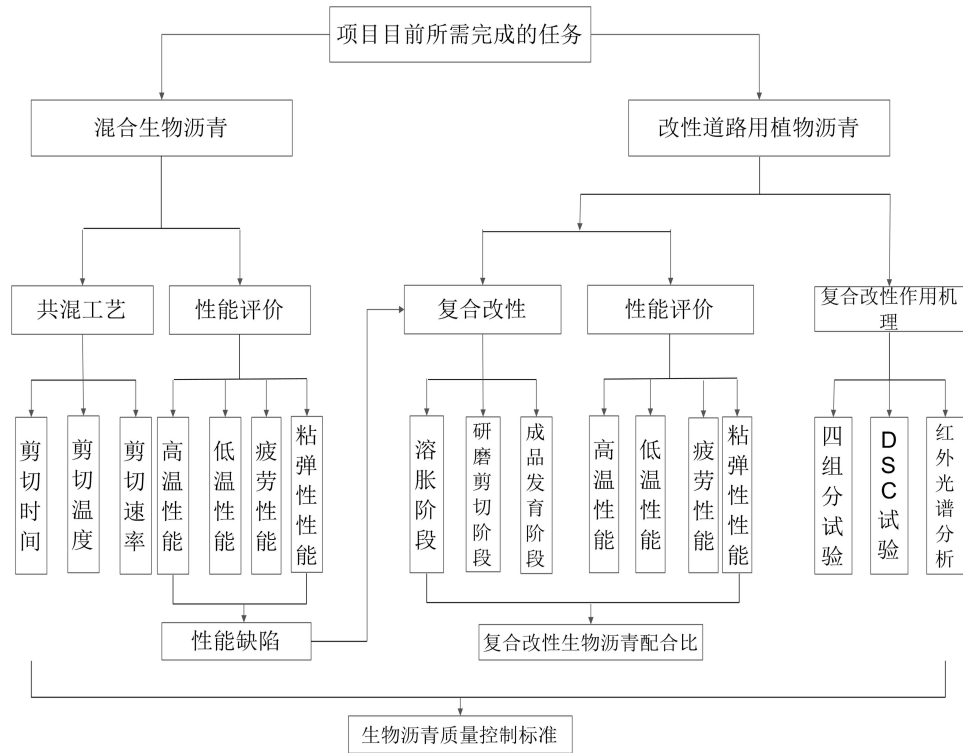 项目目前所需完成的任务
混合生物沥青
改性道路用植物沥青
共混工艺
性能评价
复合改性
性能评价
复合改性作用机
理
剪切时间
剪切温度
剪切速率
高温性能
低温性能
疲劳性能
粘弹性性能
溶胀阶段
研磨剪切阶段
成品发育阶段
高温性能
低温性能
疲劳性能
粘弹性性能
四组分试验
DSC试验
红外光谱分析
性能缺陷
复合改性生物沥青配合比
生物沥青质量控制标准